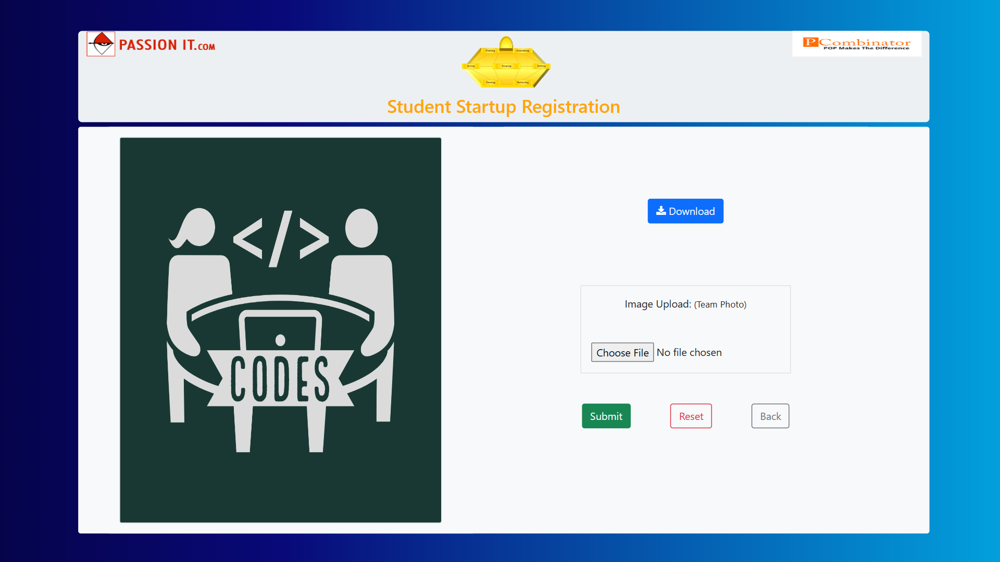 PASSION IT.COM
P Combinator
POP Makes The Difference
Probing
Innovating
Acting
Scoping
Setting
Owning
Nurturing
Student Startup Registration
</>
CODES
Download
Image Upload: (Team Photo)
Choose File No file chosen
Submit
Reset
Back